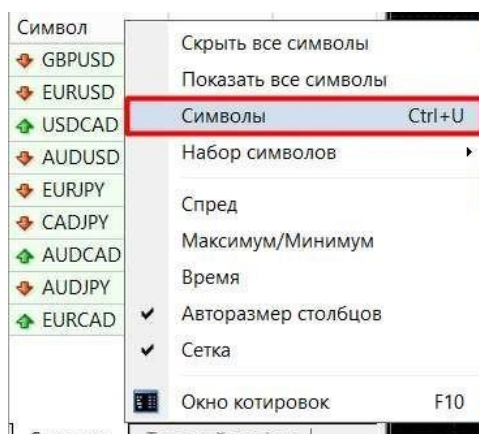 Символ
GBPUSD
EURUSD
USDCAD
AUDUSD
EURJPY
CADJPY
AUDCAD
AUDJPY
EURCAD
Скрыть все символы
Показать все символы
Символы Ctrl+U
Набор символов
Спред
Максимум/Минимум
Время
Авторазмер столбцов
Сетка
Окно котировок F10